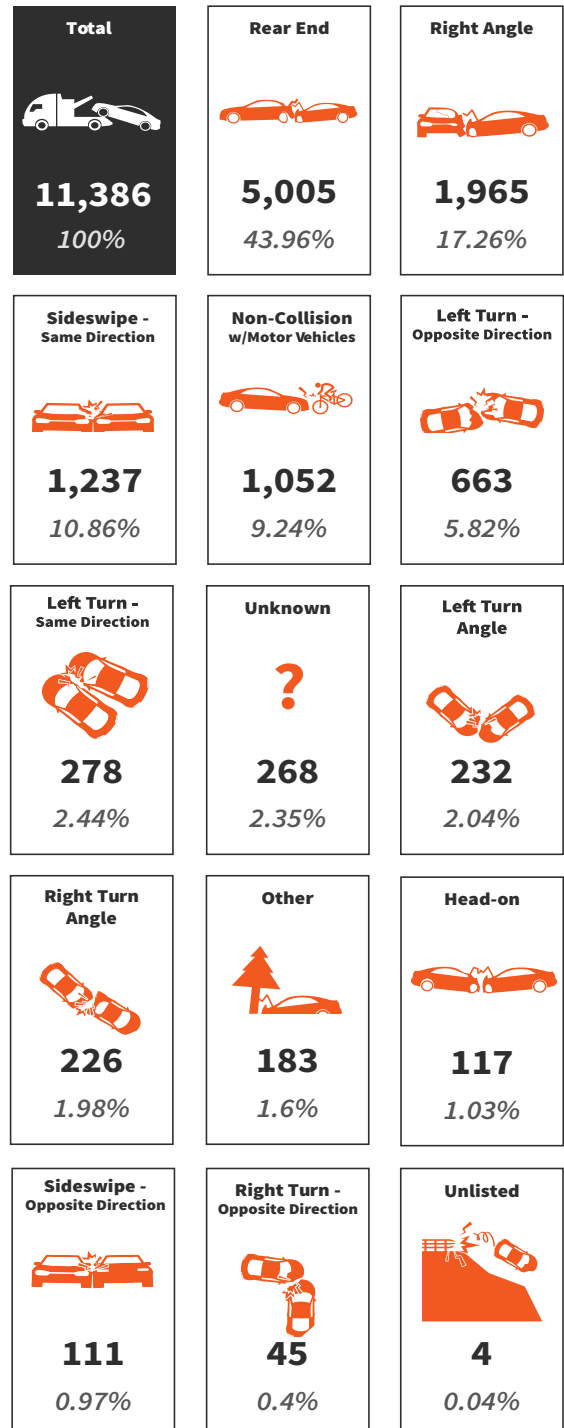 Total
11,386
100%
Rear End
5,005
43.96%
Right Angle
1,965
17.26%
Sideswipe -
Same Direction
1,237
10.86%
Non-Collision
w/Motor Vehicles
1,052
9.24%
Left Turn -
Opposite Direction
663
5.82%
Left Turn -
Same Direction
278
2.44%
Unknown
?
268
2.35%
Left Turn
Angle
232
2.04%
Right Turn
Angle
226
1.98%
Other
183
1.6%
Head-on
117
1.03%
Sideswipe -
Opposite Direction
111
0.97%
Right Turn -
Opposite Direction
45
0.4%
Unlisted
4
0.04%